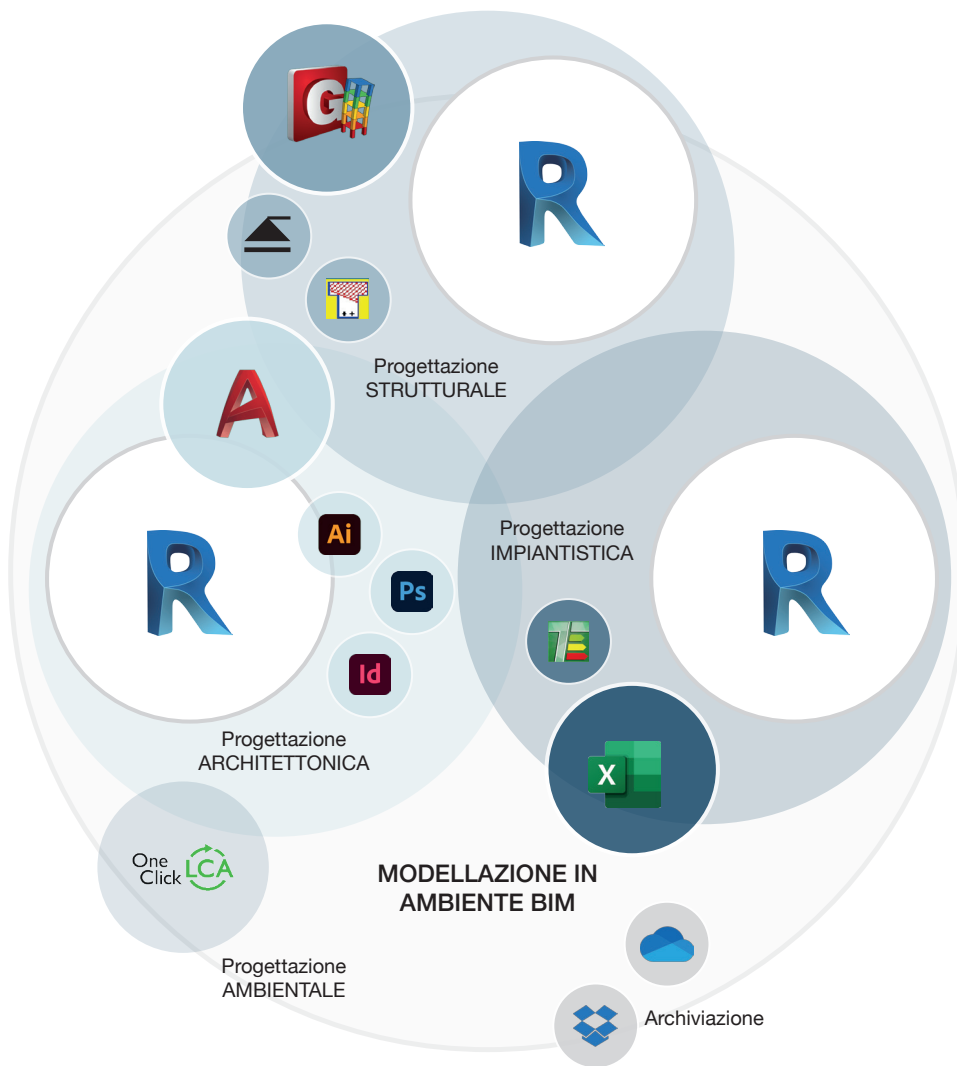 G
R
Progettazione
STRUTTURALE
A
R
Ai
Ps
Id
Progettazione
IMPIANTISTICA
R
TE
X
Progettazione
ARCHITETTONICA
One
Click LCA
MODELLAZIONE IN
AMBIENTE BIM
Progettazione
AMBIENTALE
Archiviazione